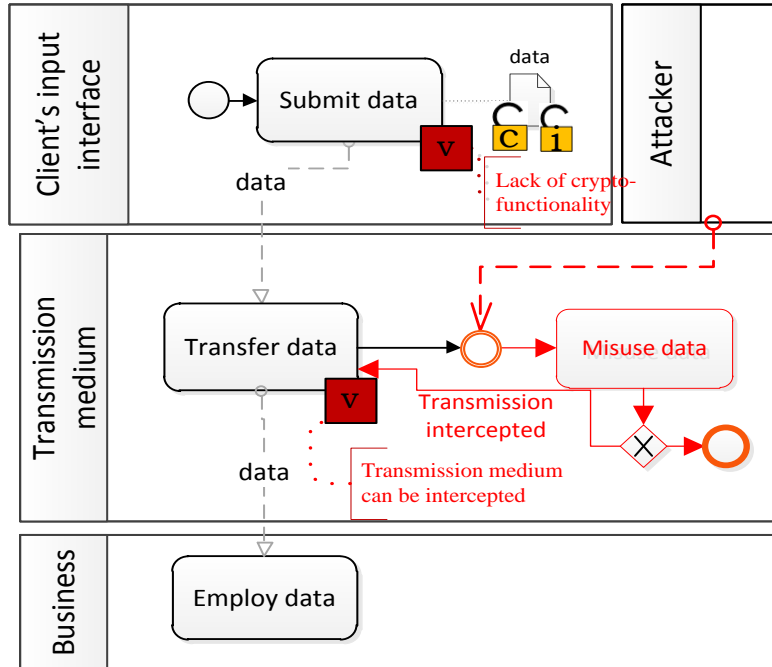 Client's input
interface
data
Submit data
c
i
v
Lack of crypto-
functionality
data
Attacker
Transmission
medium
Transfer data
v
Misuse data
Transmission
intercepted
X
Transmission medium
can be intercepted
data
Business
Employ data